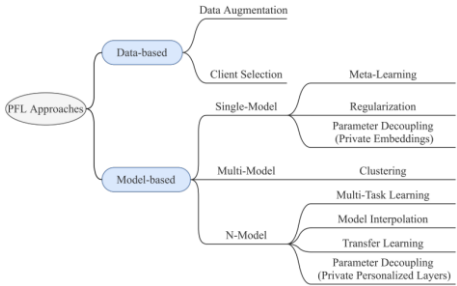 Data Augmentation
Data-based
Client Selection
Meta-Learning
Single-Model
Regularization
PFL Approaches
Parameter Decoupling
(Private Embeddings)
Model-based
Multi-Model
Clustering
Multi-Task Learning
Model Interpolation
N-Model
Transfer Learning
Parameter Decoupling
(Private Personalized Layers)